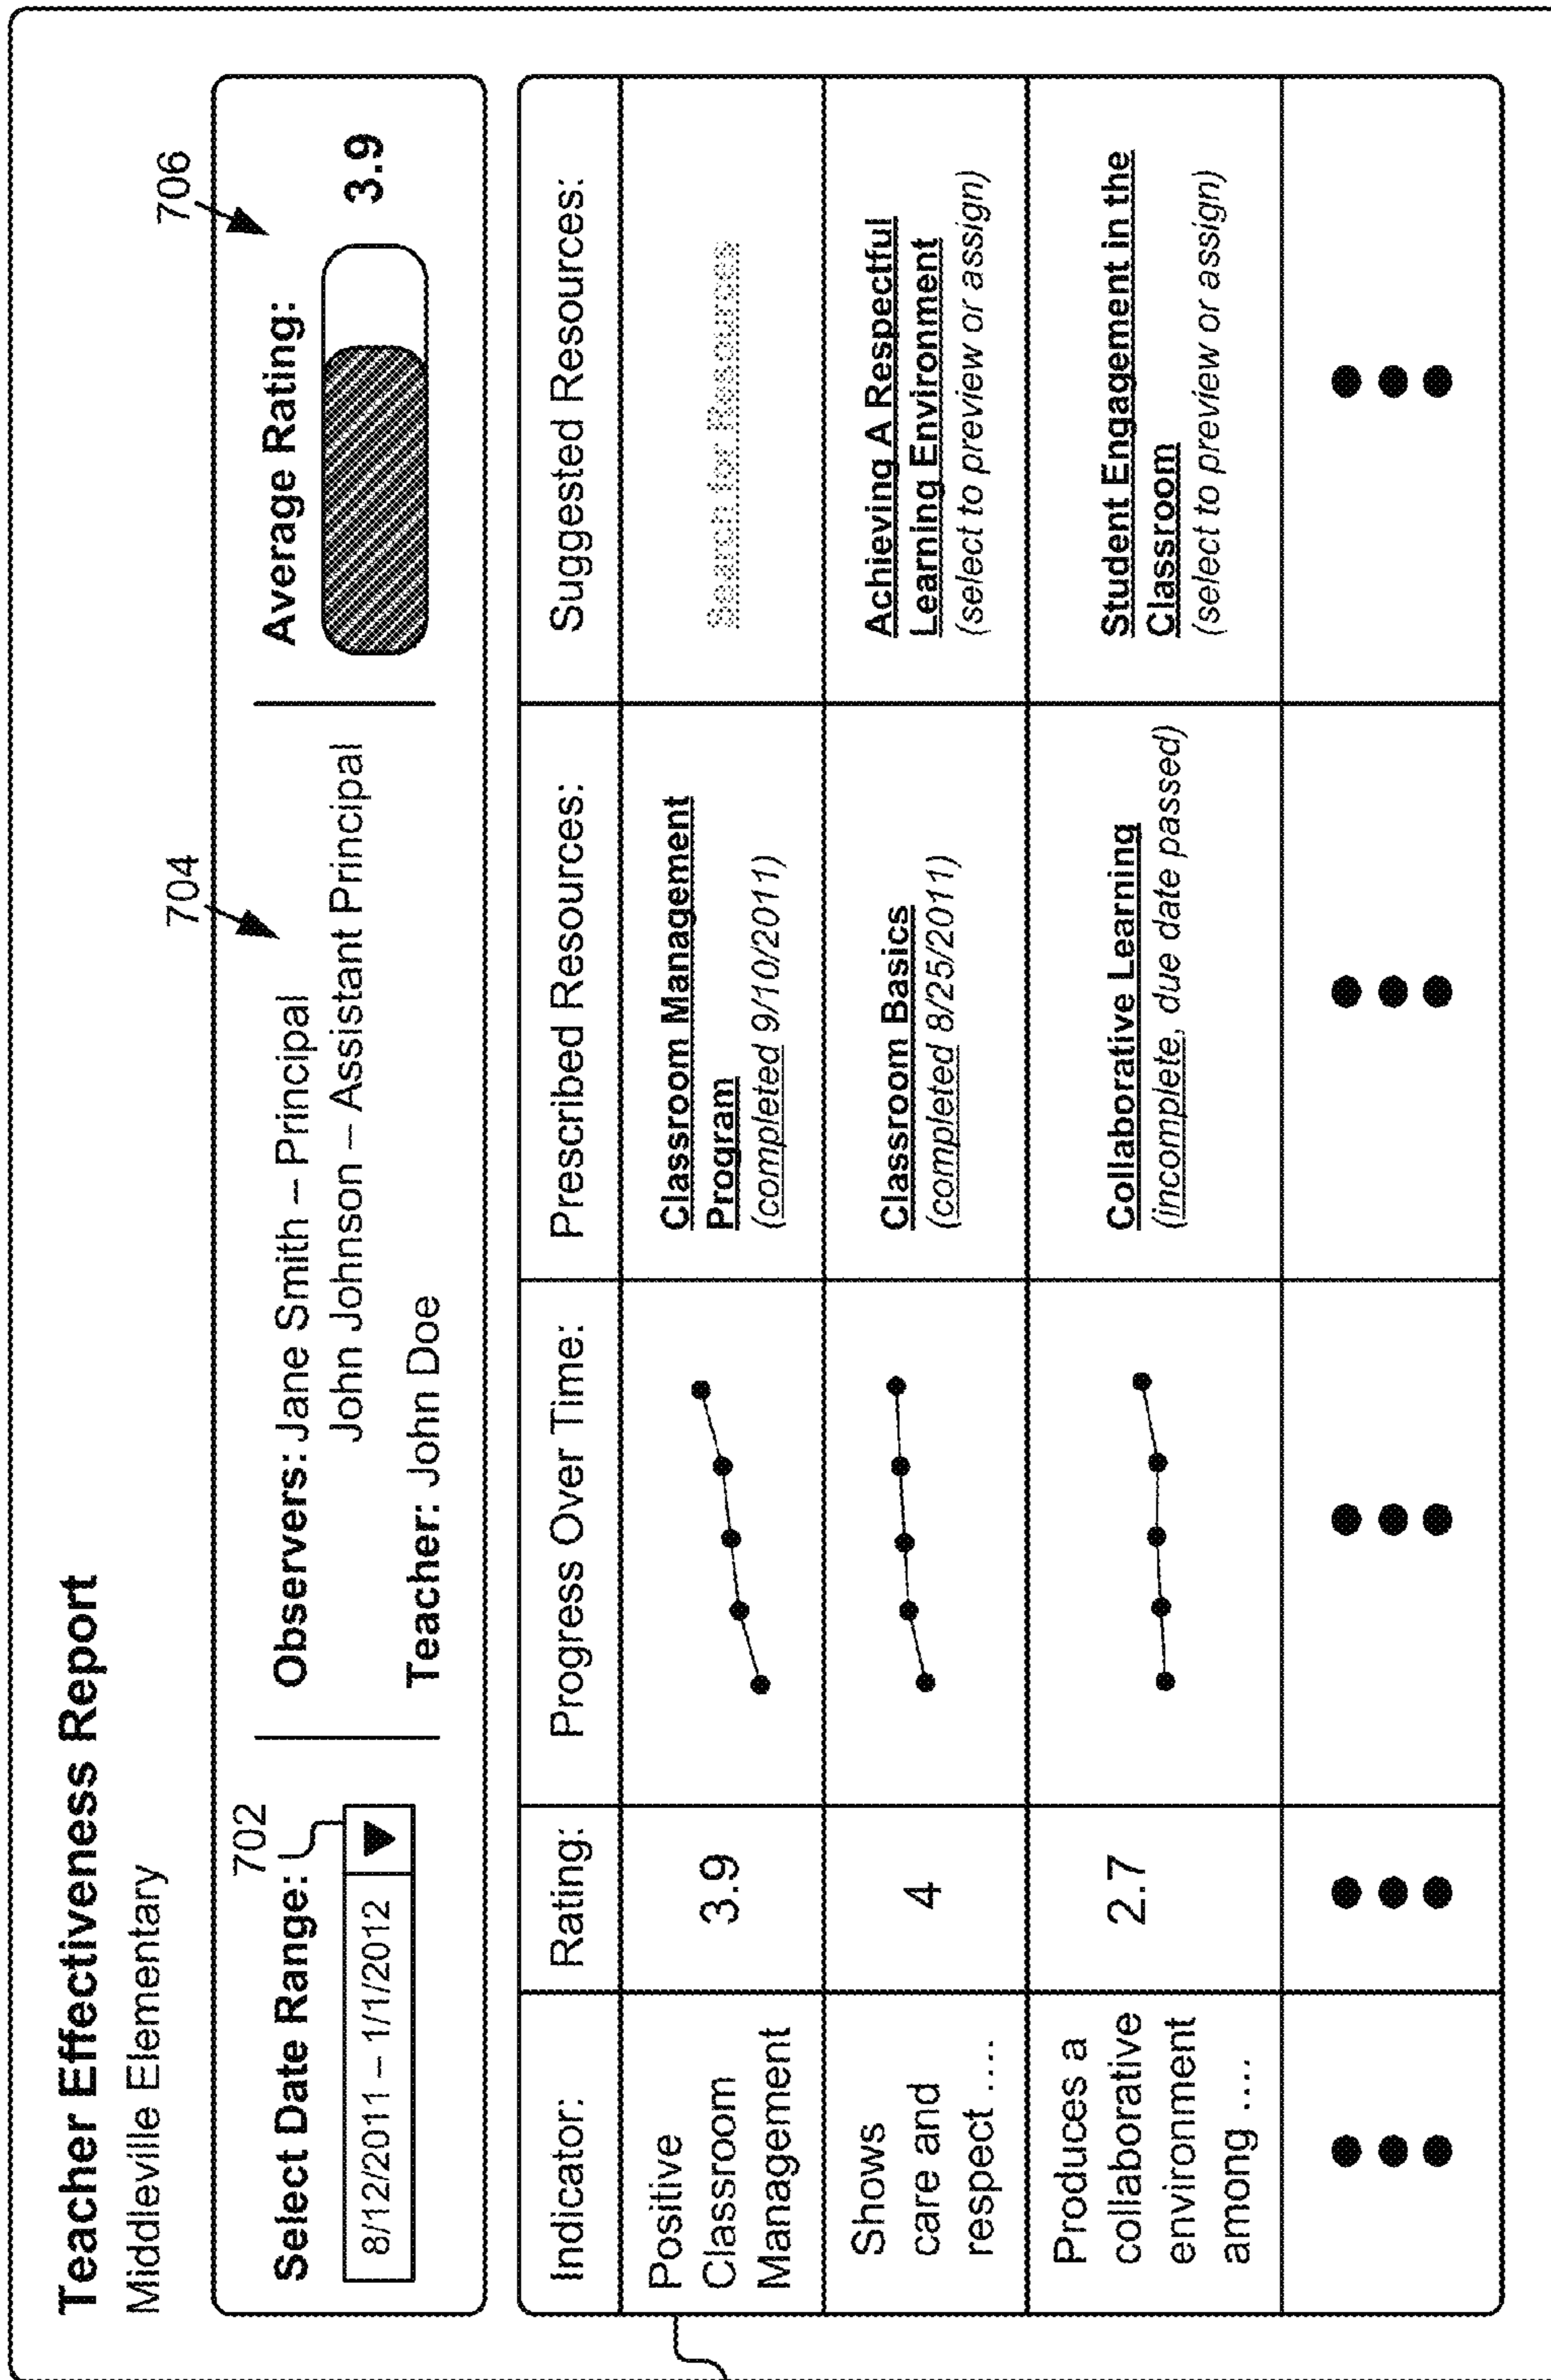 Teacher Effectiveness Report
Middleville Elementary
702
704
706
Select Date Range:
8/12/2011 – 1/1/2012
Observers: Jane Smith – Principal
John Johnson – Assistant Principal
Teacher: John Doe
Average Rating:
3.9
Indicator:
Rating:
Progress Over Time:
Prescribed Resources:
Suggested Resources:
Positive
Classroom
Management
3.9
Classroom Management
Program
(completed 9/10/2011)
Search for Resources
Shows
care and
respect ....
4
Classroom Basics
(completed 8/25/2011)
Achieving A Respectful
Learning Environment
(select to preview or assign)
Produces a
collaborative
environment
among ....
2.7
Collaborative Learning
(incomplete, due date passed)
Student Engagement in the
Classroom
(select to preview or assign)